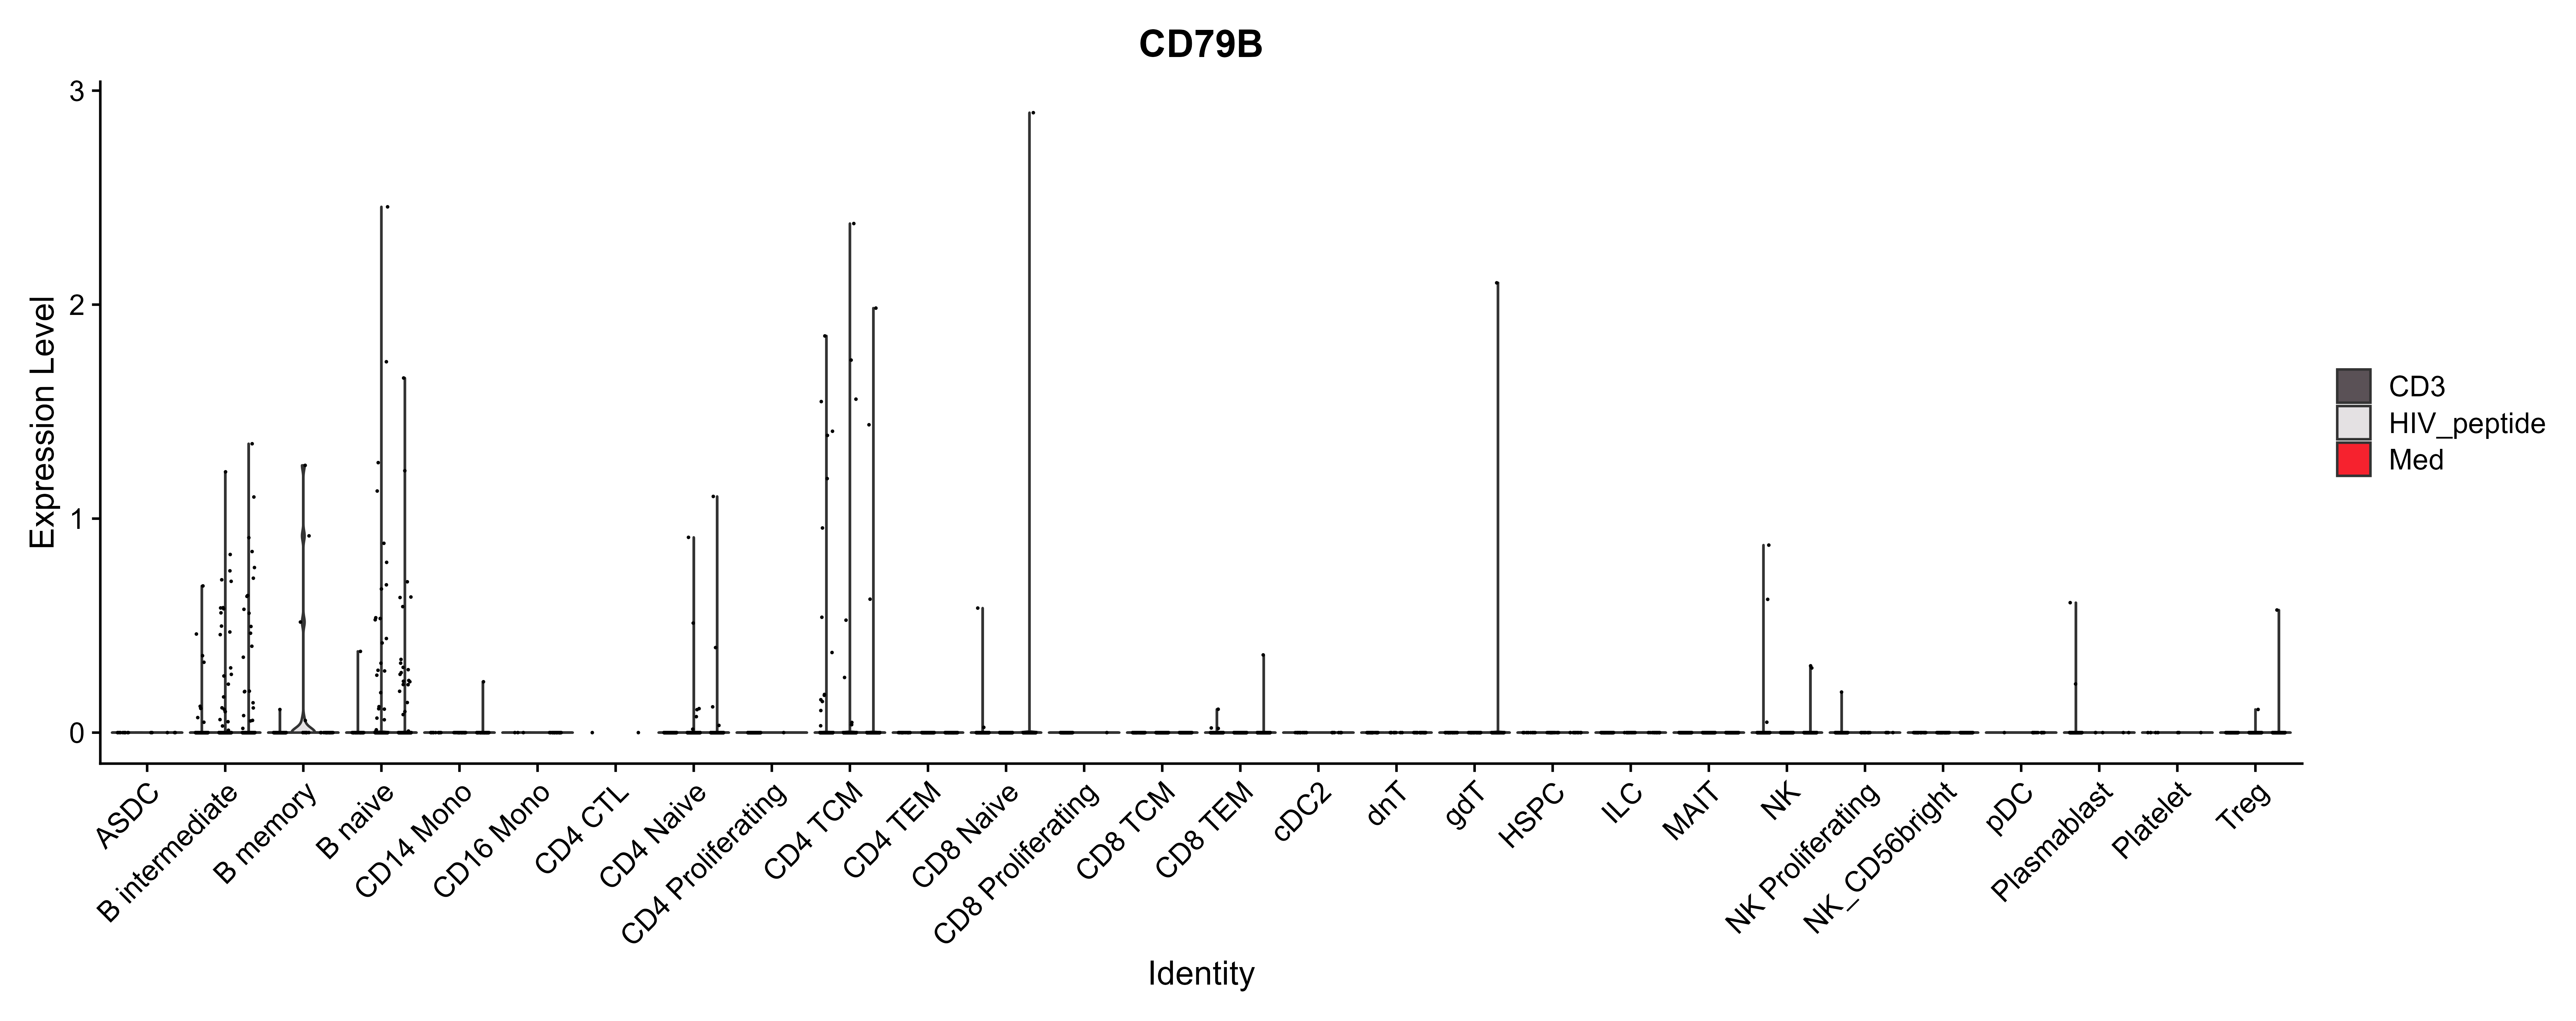 CD79B
Expression Level
3
2
1
0
ASDC
B intermediate
B memory
B naive
CD14 Mono
CD16 Mono
CD4 CTL
CD4 Naive
CD4 Proliferating
CD4 TCM
CD4 TEM
CD8 Naive
CD8 Proliferating
CD8 TCM
CD8 TEM
cDC2
dnT
gdT
HSPC
ILC
MAIT
NK
NK Proliferating
NK_CD56bright
pDC
Plasmablast
Platelet
Treg
Identity
CD3
HIV_peptide
Med